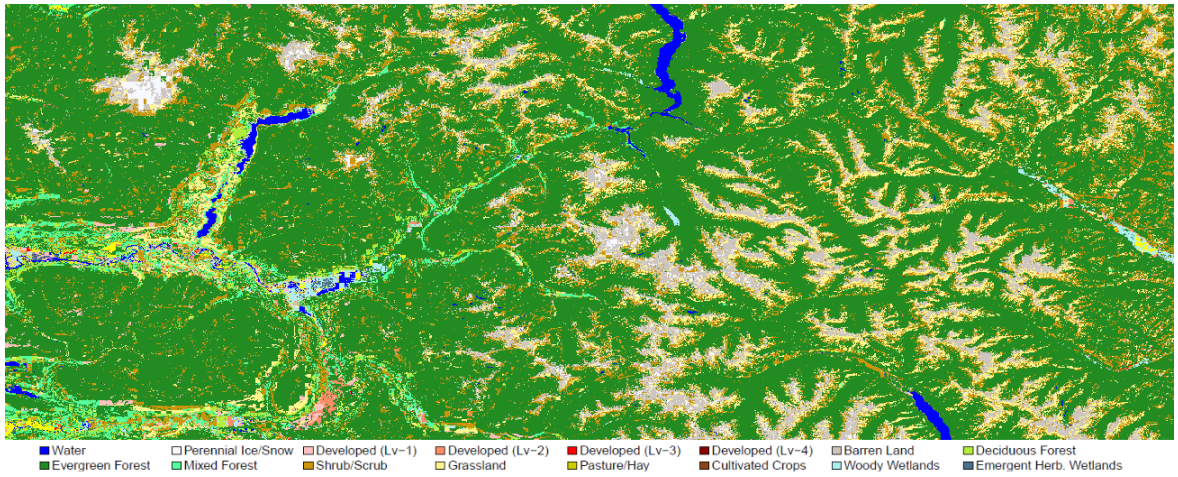 Water Perennial Ice/Snow Developed (Lv−1) Developed (Lv−2) Developed (Lv−3) Developed (Lv−4) Barren Land Deciduous Forest
Evergreen Forest Mixed Forest Shrub/Scrub Grassland Pasture/Hay Cultivated Crops Woody Wetlands Emergent Herb. Wetlands